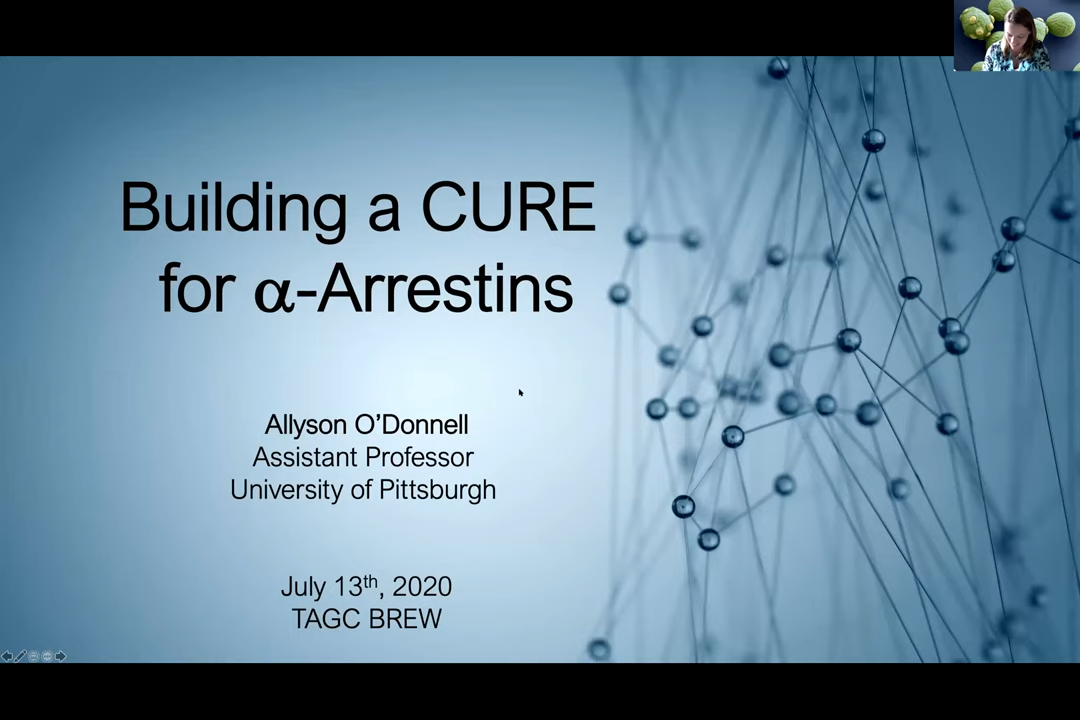 Building a CURE
for α-Arrestins
Allyson O’Donnell
Assistant Professor
University of Pittsburgh
July 13th, 2020
TAGC BREW